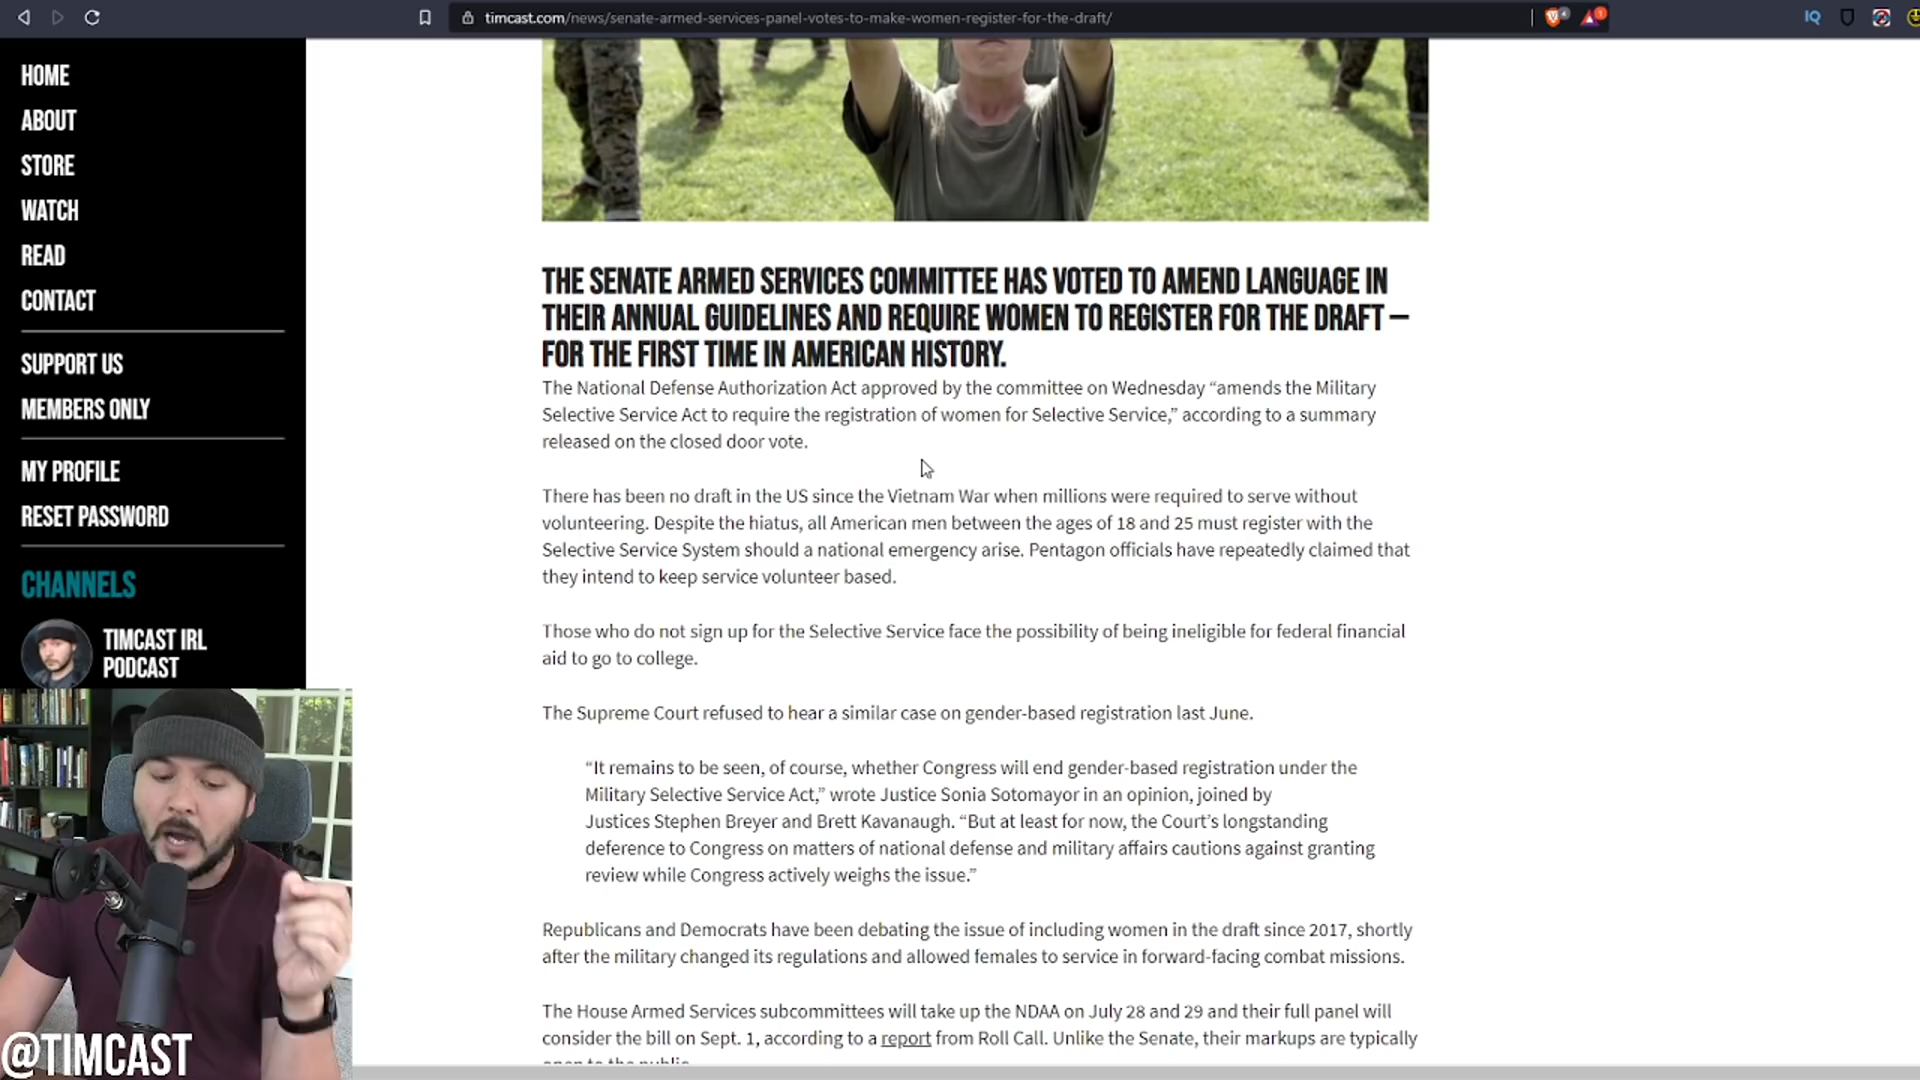 timcast.com/news/senate-armed-services-panel-votes-to-make-women-register-for-the-draft/
IQ
HOME
ABOUT
STORE
WATCH
READ
CONTACT
SUPPORT US
MEMBERS ONLY
MY PROFILE
RESET PASSWORD
CHANNELS
TIMCAST IRL
PODCAST
@TIMCAST
THE SENATE ARMED SERVICES COMMITTEE HAS VOTED TO AMEND LANGUAGE IN
THEIR ANNUAL GUIDELINES AND REQUIRE WOMEN TO REGISTER FOR THE DRAFT —
FOR THE FIRST TIME IN AMERICAN HISTORY.
The National Defense Authorization Act approved by the committee on Wednesday “amends the Military
Selective Service Act to require the registration of women for Selective Service,” according to a summary
released on the closed door vote.
There has been no draft in the US since the Vietnam War when millions were required to serve without
volunteering. Despite the hiatus, all American men between the ages of 18 and 25 must register with the
Selective Service System should a national emergency arise. Pentagon officials have repeatedly claimed that
they intend to keep service volunteer based.
Those who do not sign up for the Selective Service face the possibility of being ineligible for federal financial
aid to go to college.
The Supreme Court refused to hear a similar case on gender-based registration last June.
“It remains to be seen, of course, whether Congress will end gender-based registration under the
Military Selective Service Act,” wrote Justice Sonia Sotomayor in an opinion, joined by
Justices Stephen Breyer and Brett Kavanaugh. “But at least for now, the Court’s longstanding
deference to Congress on matters of national defense and military affairs cautions against granting
review while Congress actively weighs the issue.”
Republicans and Democrats have been debating the issue of including women in the draft since 2017, shortly
after the military changed its regulations and allowed females to service in forward-facing combat missions.
The House Armed Services subcommittees will take up the NDAA on July 28 and 29 and their full panel will
consider the bill on Sept. 1, according to a report from Roll Call. Unlike the Senate, their markups are typically
open to the public.